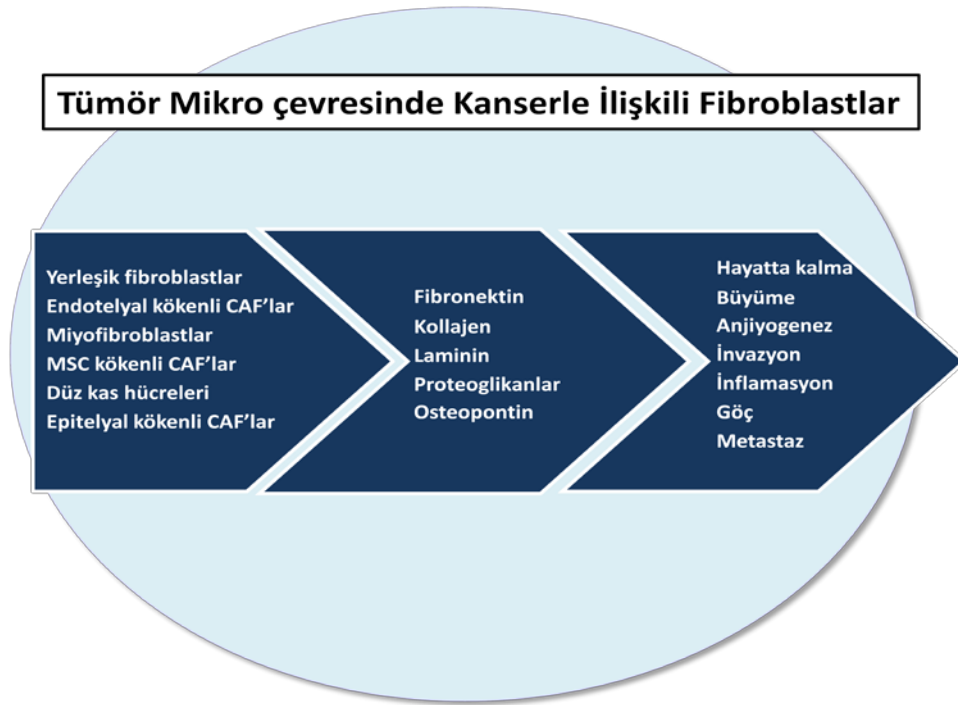 Tümör Mikro çevresinde Kanserle İlişkili Fibroblastlar
Yerleşik fibroblastlar
Endotelyal kökenli CAF’lar
Miyofibroblastlar
MSC kökenli CAF’lar
Düz kas hücreleri
Epitelyal kökenli CAF’lar
Fibronektin
Kollajen
Laminin
Proteoglikanlar
Osteopontin
Hayatta kalma
Büyüme
Anjiyogenez
İnvazyon
İnflamasyon
Göç
Metastaz